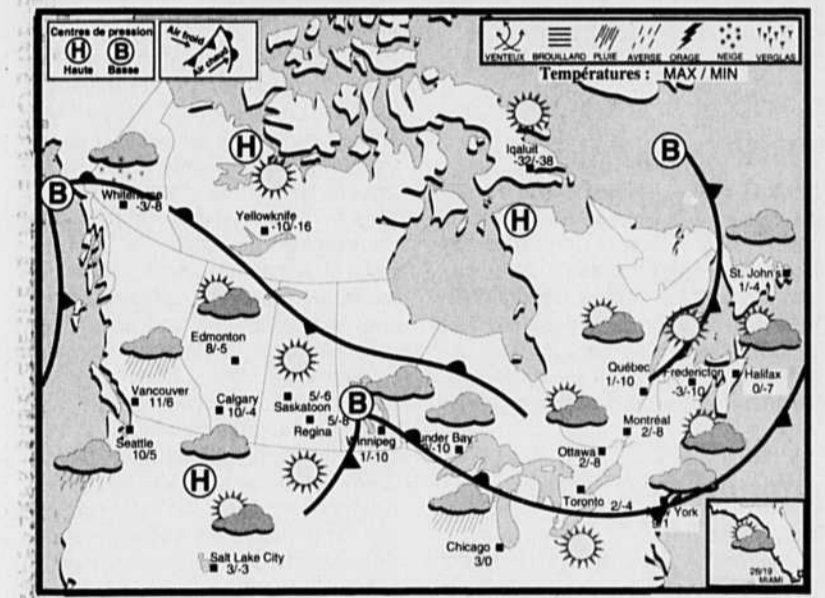 Centres de pression
H B
Haute Basse
Air froid
Air chaud
VENTEUX BROUILLARD PLUIE AVERSE ORAGE NEIGE VERGLAS
Températures : MAX / MIN
H
Iqaluit
-32/-38
B
B
Whitehorse
-3/-8
Yellowknife
-10/-16
H
St. John's
1/-4
Edmonton
8/-5
Québec
1/-10
Fredericton
-3/-10
Halifax
0/-7
Vancouver
11/6
Calgary
10/-4
5/-6
Saskatoon
5/-8
Regina
B
Winnipeg
1/-10
Thunder Bay
/-10
Montréal
2/-8
Seattle
10/5
Ottawa
2/-8
H
Toronto 2/-4
New York
/1
Chicago
3/0
Salt Lake City
3/-3
/19
MIAMI